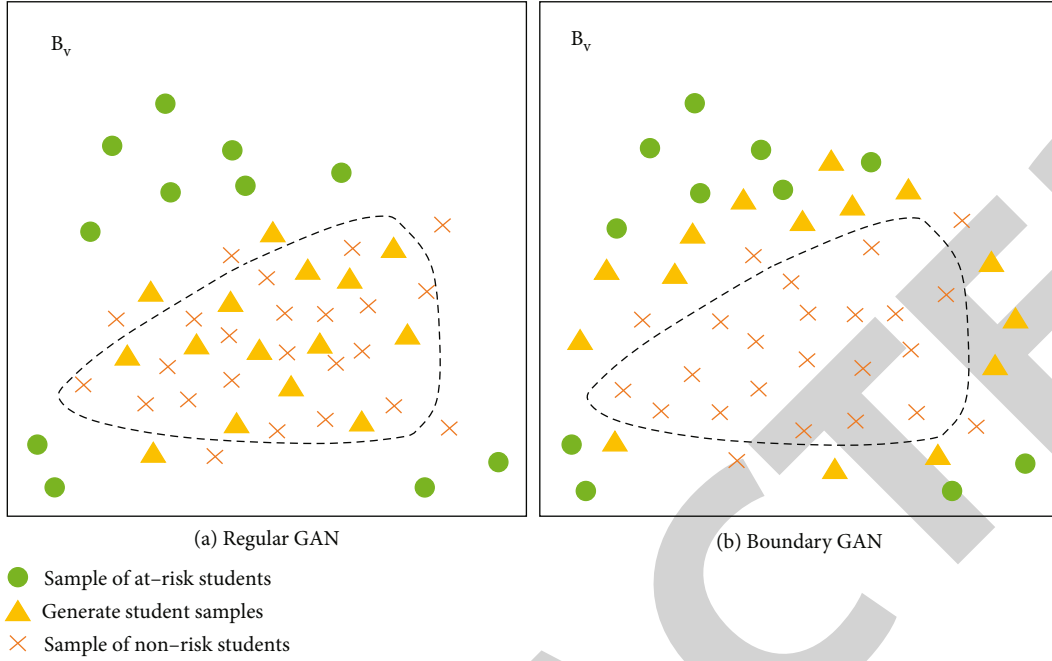 B_v
B_v
(a) Regular GAN
(b) Boundary GAN
Sample of at–risk students
Generate student samples
Sample of non–risk students